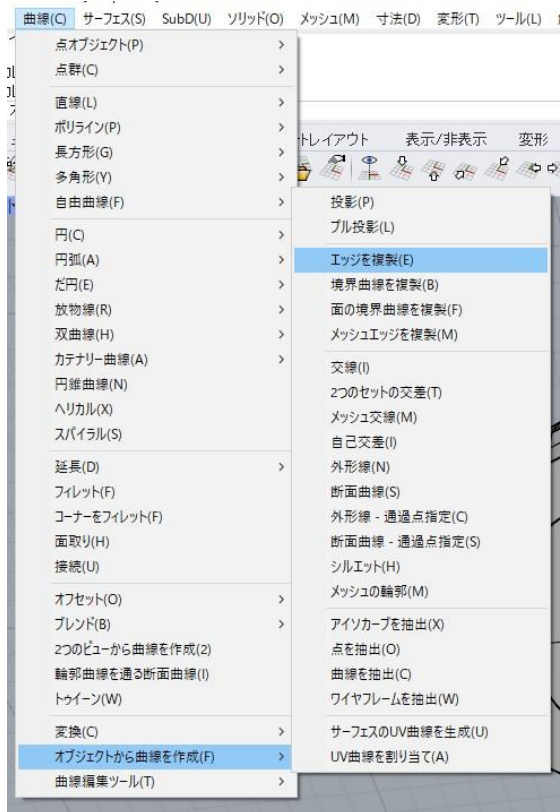 曲線(C) サーフェス(S) SubD(U) ソリッド(O) メッシュ(M) 寸法(D) 変形(T) ツール(L)
点オブジェクト(P)
点群(C)
直線(L)
ポリライン(P)
長方形(G)
多角形(Y)
自由曲線(F)
円(C)
円弧(A)
だ円(E)
放物線(R)
双曲線(H)
カテナリー曲線(A)
円錐曲線(N)
ヘリカル(X)
スパイラル(S)
延長(D)
フィレット(F)
コーナーをフィレット(F)
面取り(H)
接続(U)
オフセット(O)
ブレンド(B)
2つのビューから曲線を作成(2)
輪郭曲線を通る断面曲線(I)
トゥイーン(W)
変換(C)
オブジェクトから曲線を作成(F)
曲線編集ツール(T)
トレイアウト 表示/非表示 変形
投影(P)
プル投影(L)
エッジを複製(E)
境界曲線を複製(B)
面の境界曲線を複製(F)
メッシュエッジを複製(M)
交線(I)
2つのセットの交差(T)
メッシュ交線(M)
自己交差(I)
外形線(N)
断面曲線(S)
外形線 - 通過点指定(C)
断面曲線 - 通過点指定(S)
シルエット(H)
メッシュの輪郭(M)
アイソカーブを抽出(X)
点を抽出(O)
曲線を抽出(C)
ワイヤフレームを抽出(W)
サーフェスのUV曲線を生成(U)
UV曲線を割り当て(A)